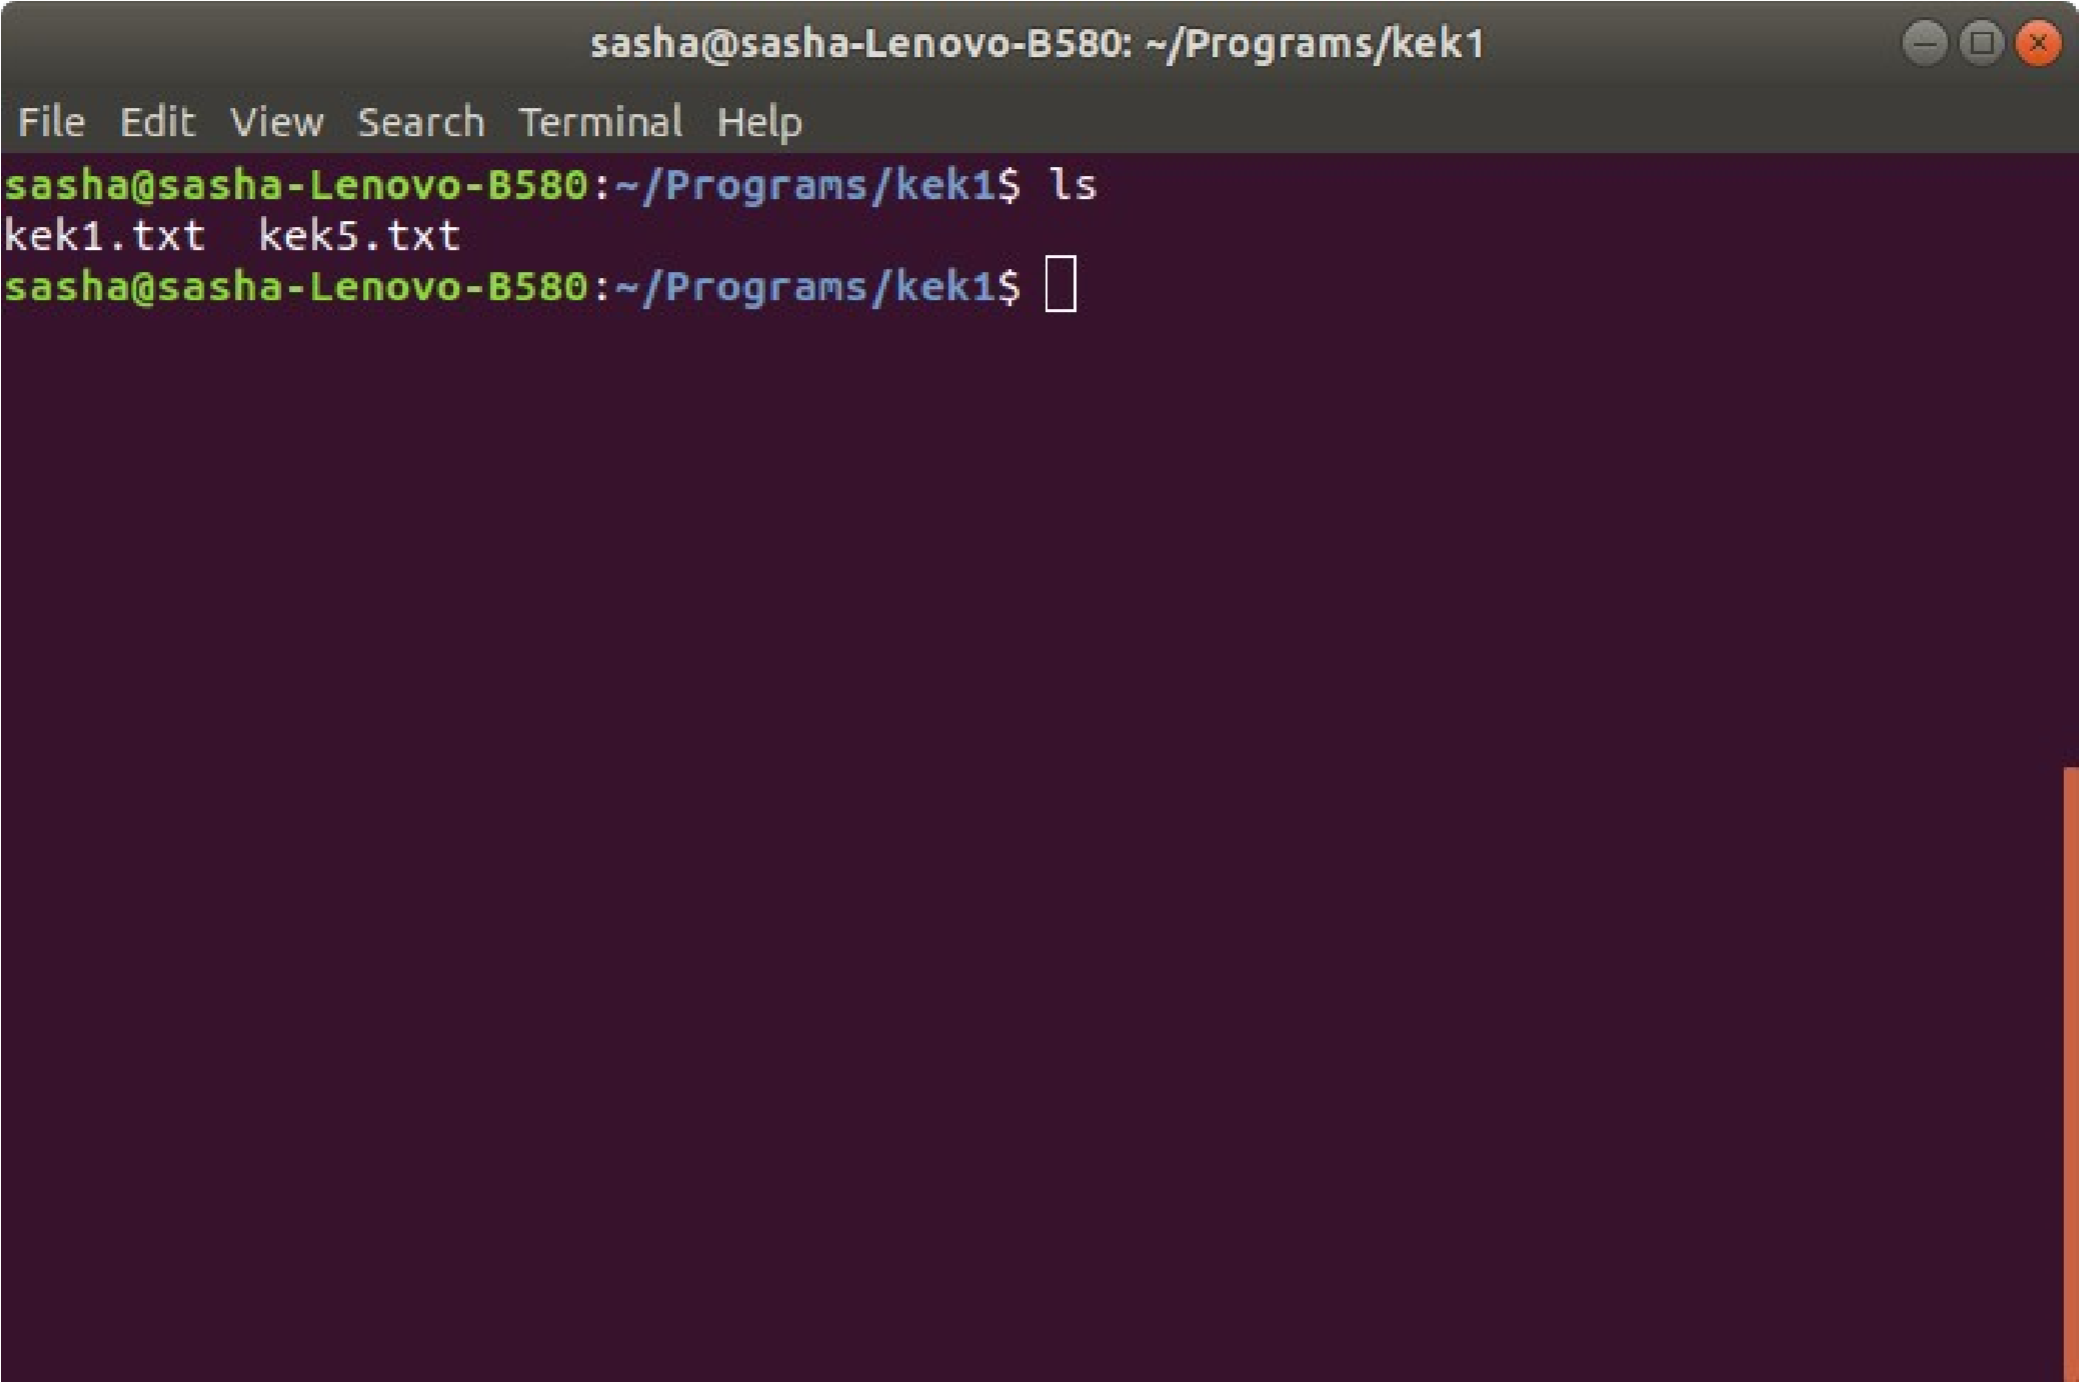 sasha@sasha-Lenovo-B580: ~/Programs/kek1
File Edit View Search Terminal Help
sasha@sasha-Lenovo-B580:~/Programs/kek1$ ls
kek1.txt  kek5.txt
sasha@sasha-Lenovo-B580:~/Programs/kek1$